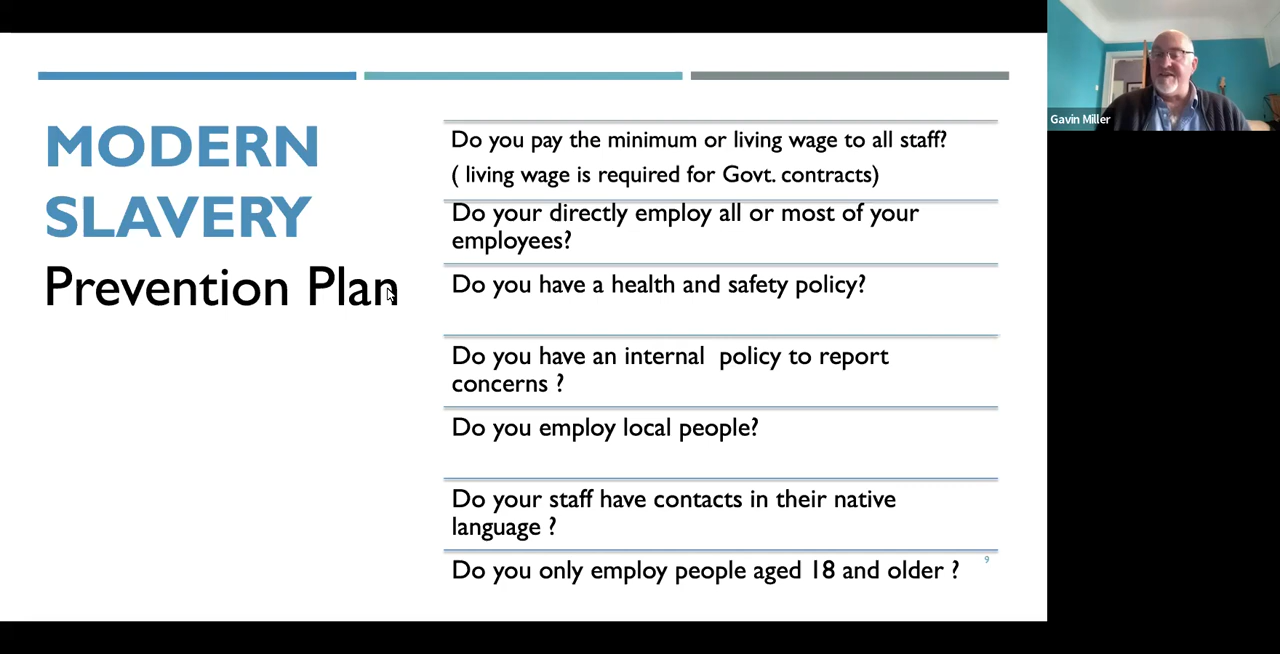 MODERN
SLAVERY
Prevention Plan
Do you pay the minimum or living wage to all staff?
( living wage is required for Govt. contracts)
Do your directly employ all or most of your
employees?
Do you have a health and safety policy?
Do you have an internal  policy to report
concerns ?
Do you employ local people?
Do your staff have contacts in their native
language ?
Do you only employ people aged 18 and older ?
9
Gavin Miller